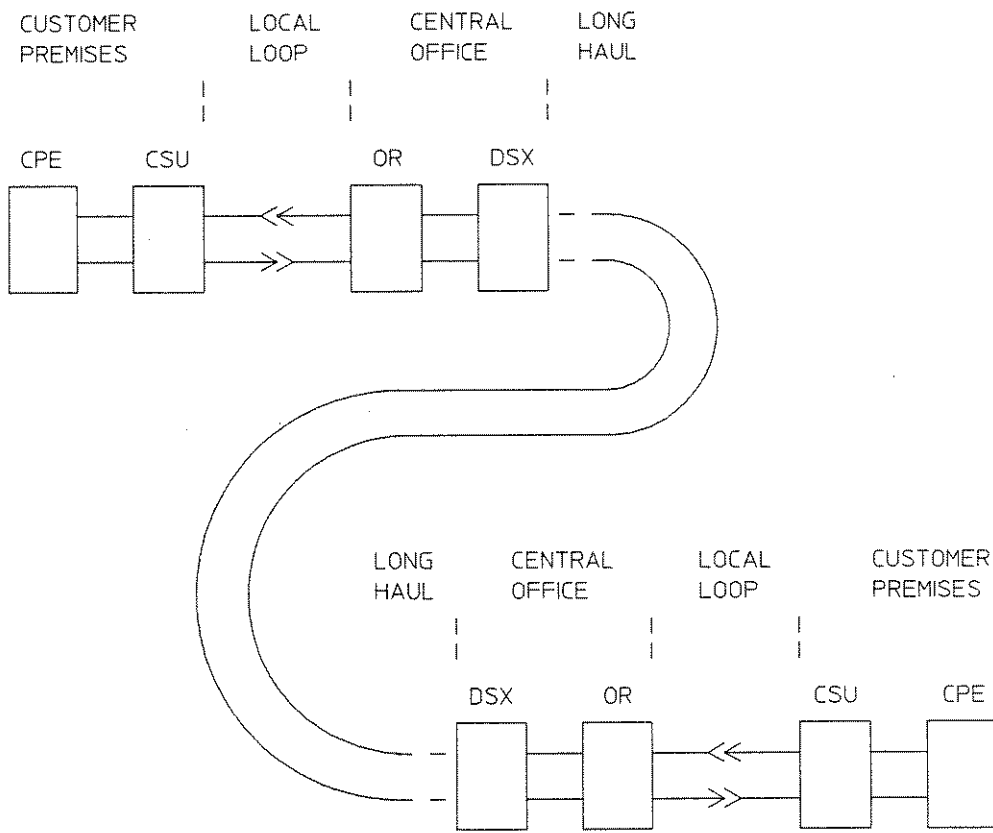 CUSTOMER PREMISES
LOCAL LOOP
CENTRAL OFFICE
LONG HAUL
CPE
CSU
OR
DSX
LONG HAUL
CENTRAL OFFICE
LOCAL LOOP
CUSTOMER PREMISES
DSX
OR
CSU
CPE